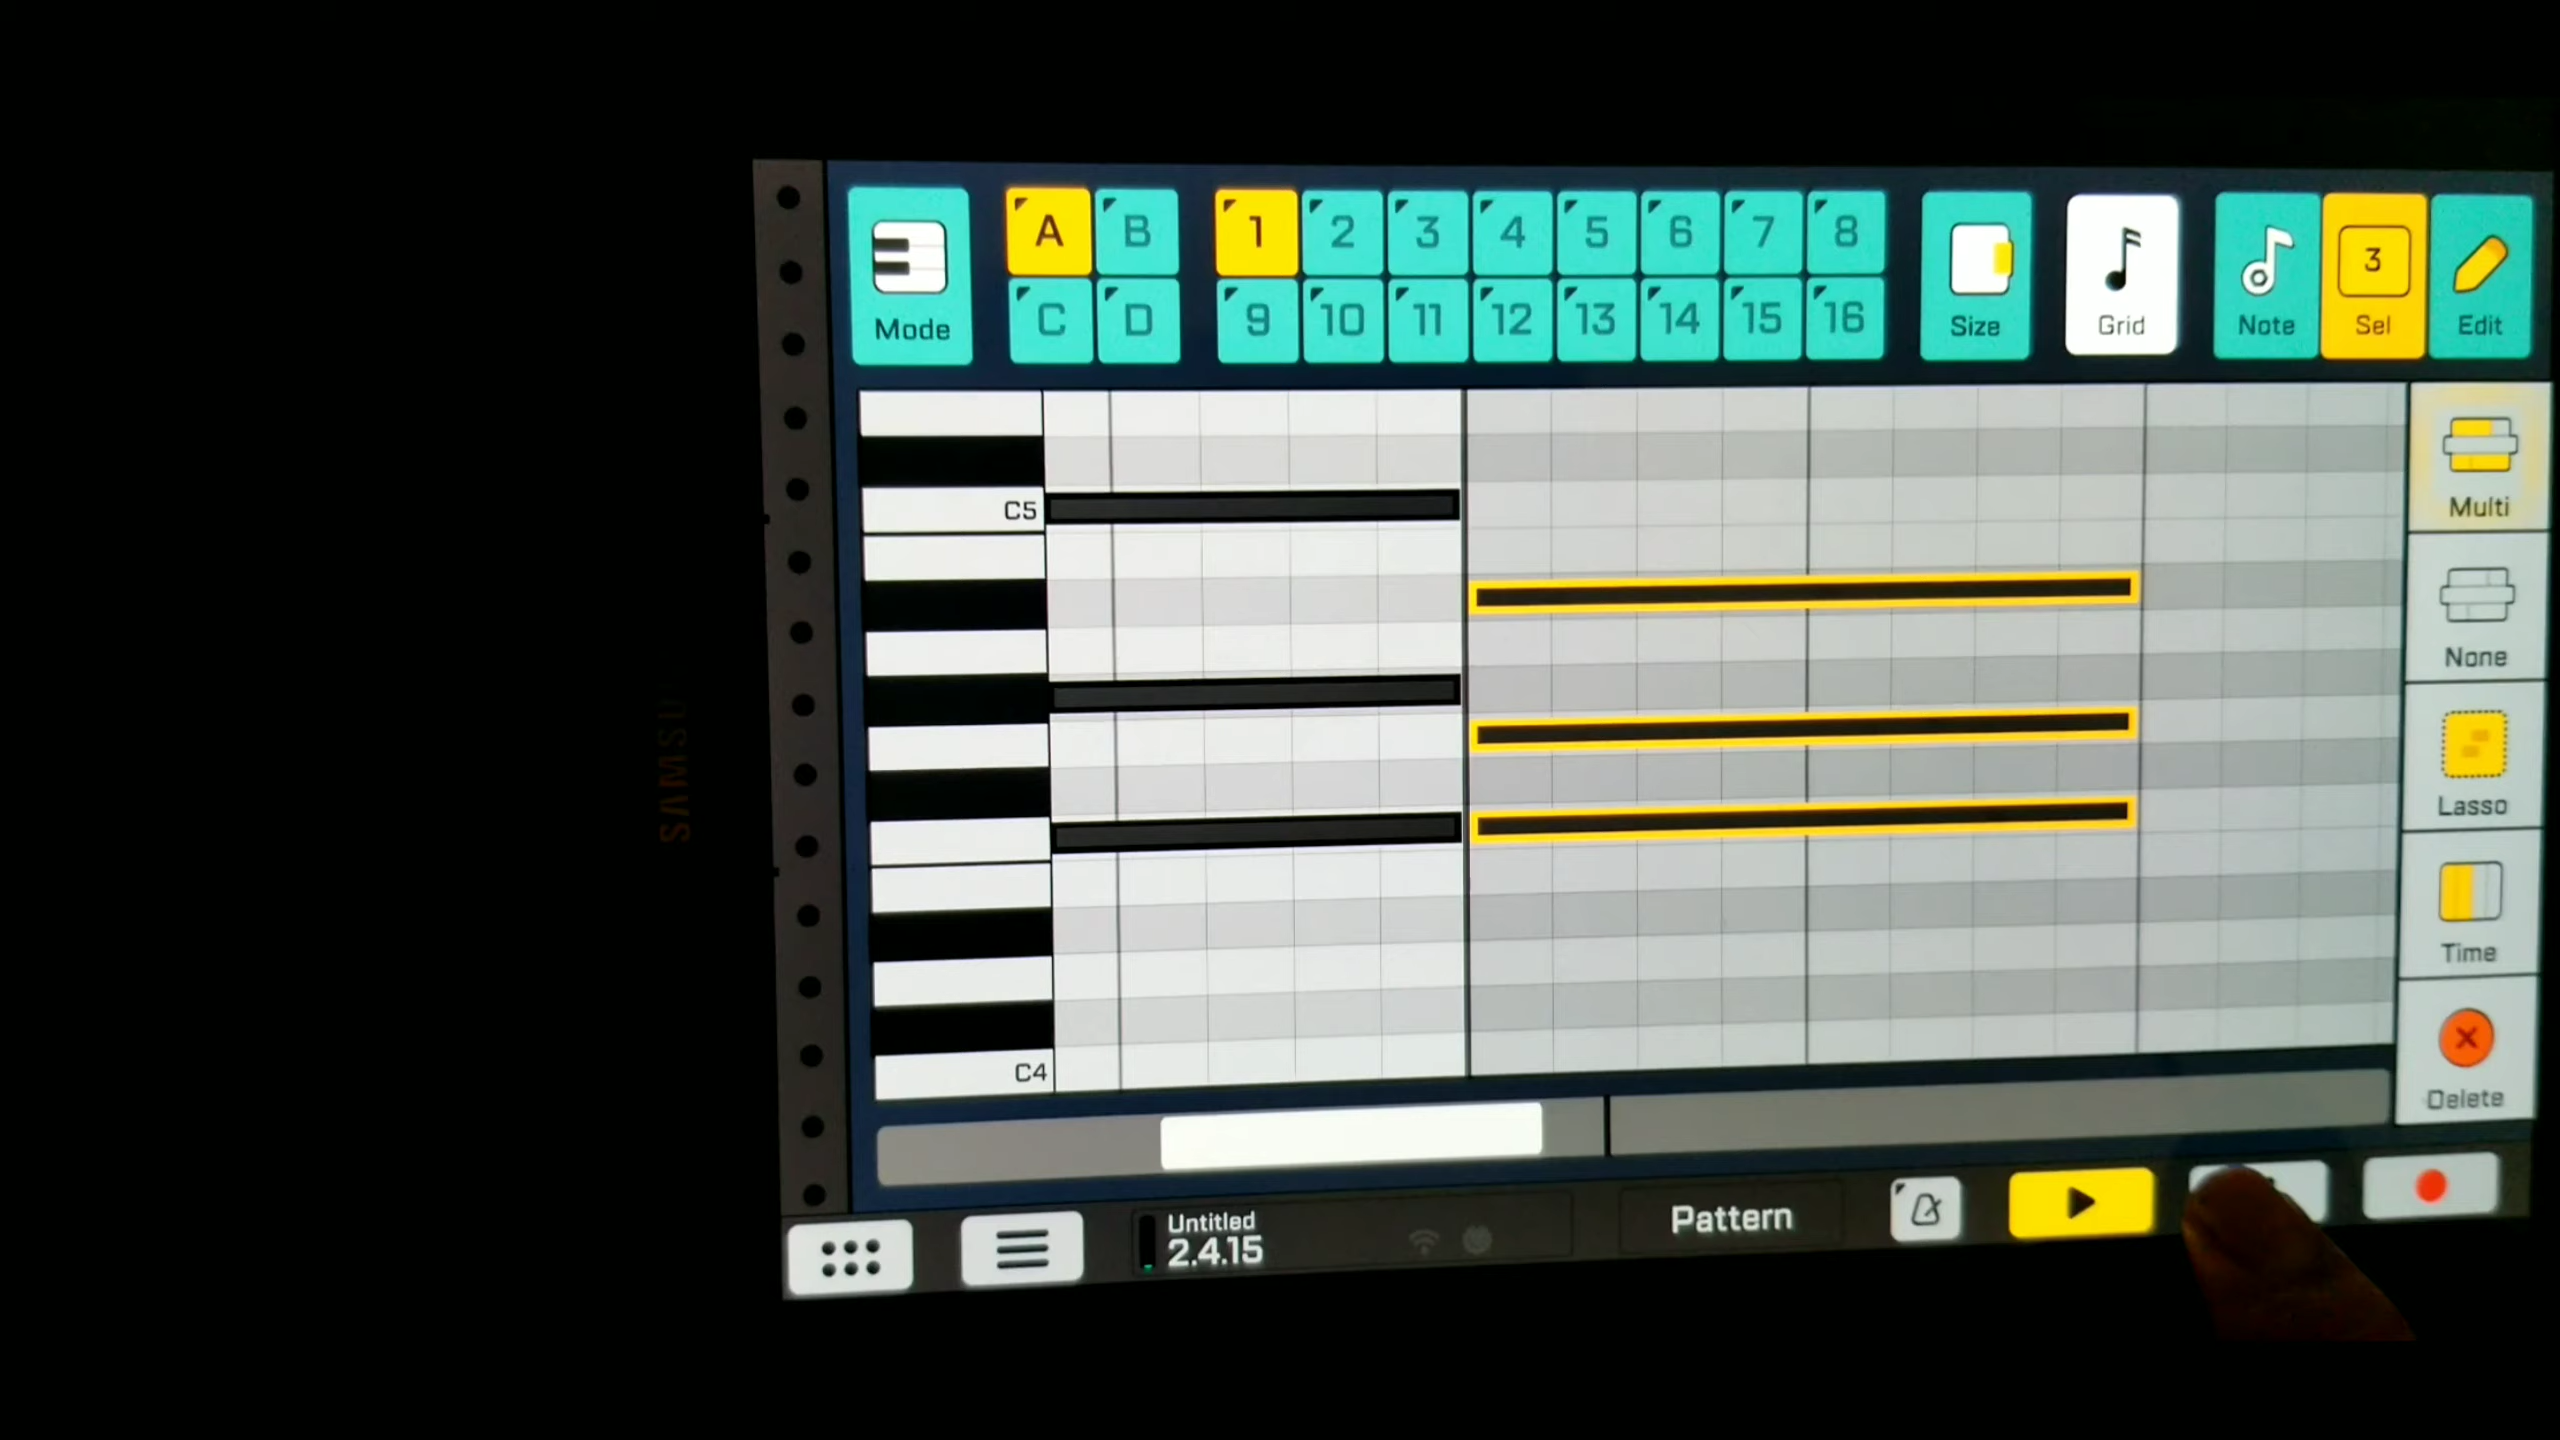 A B 1 2 3 4 5 6 7 8 3
C D 9 10 11 12 13 14 15 16
Mode Size Grid Note Sel Edit
C5
Multi
None
Lasso
Time
Delete
C4
Untitled
2.4.15
Pattern